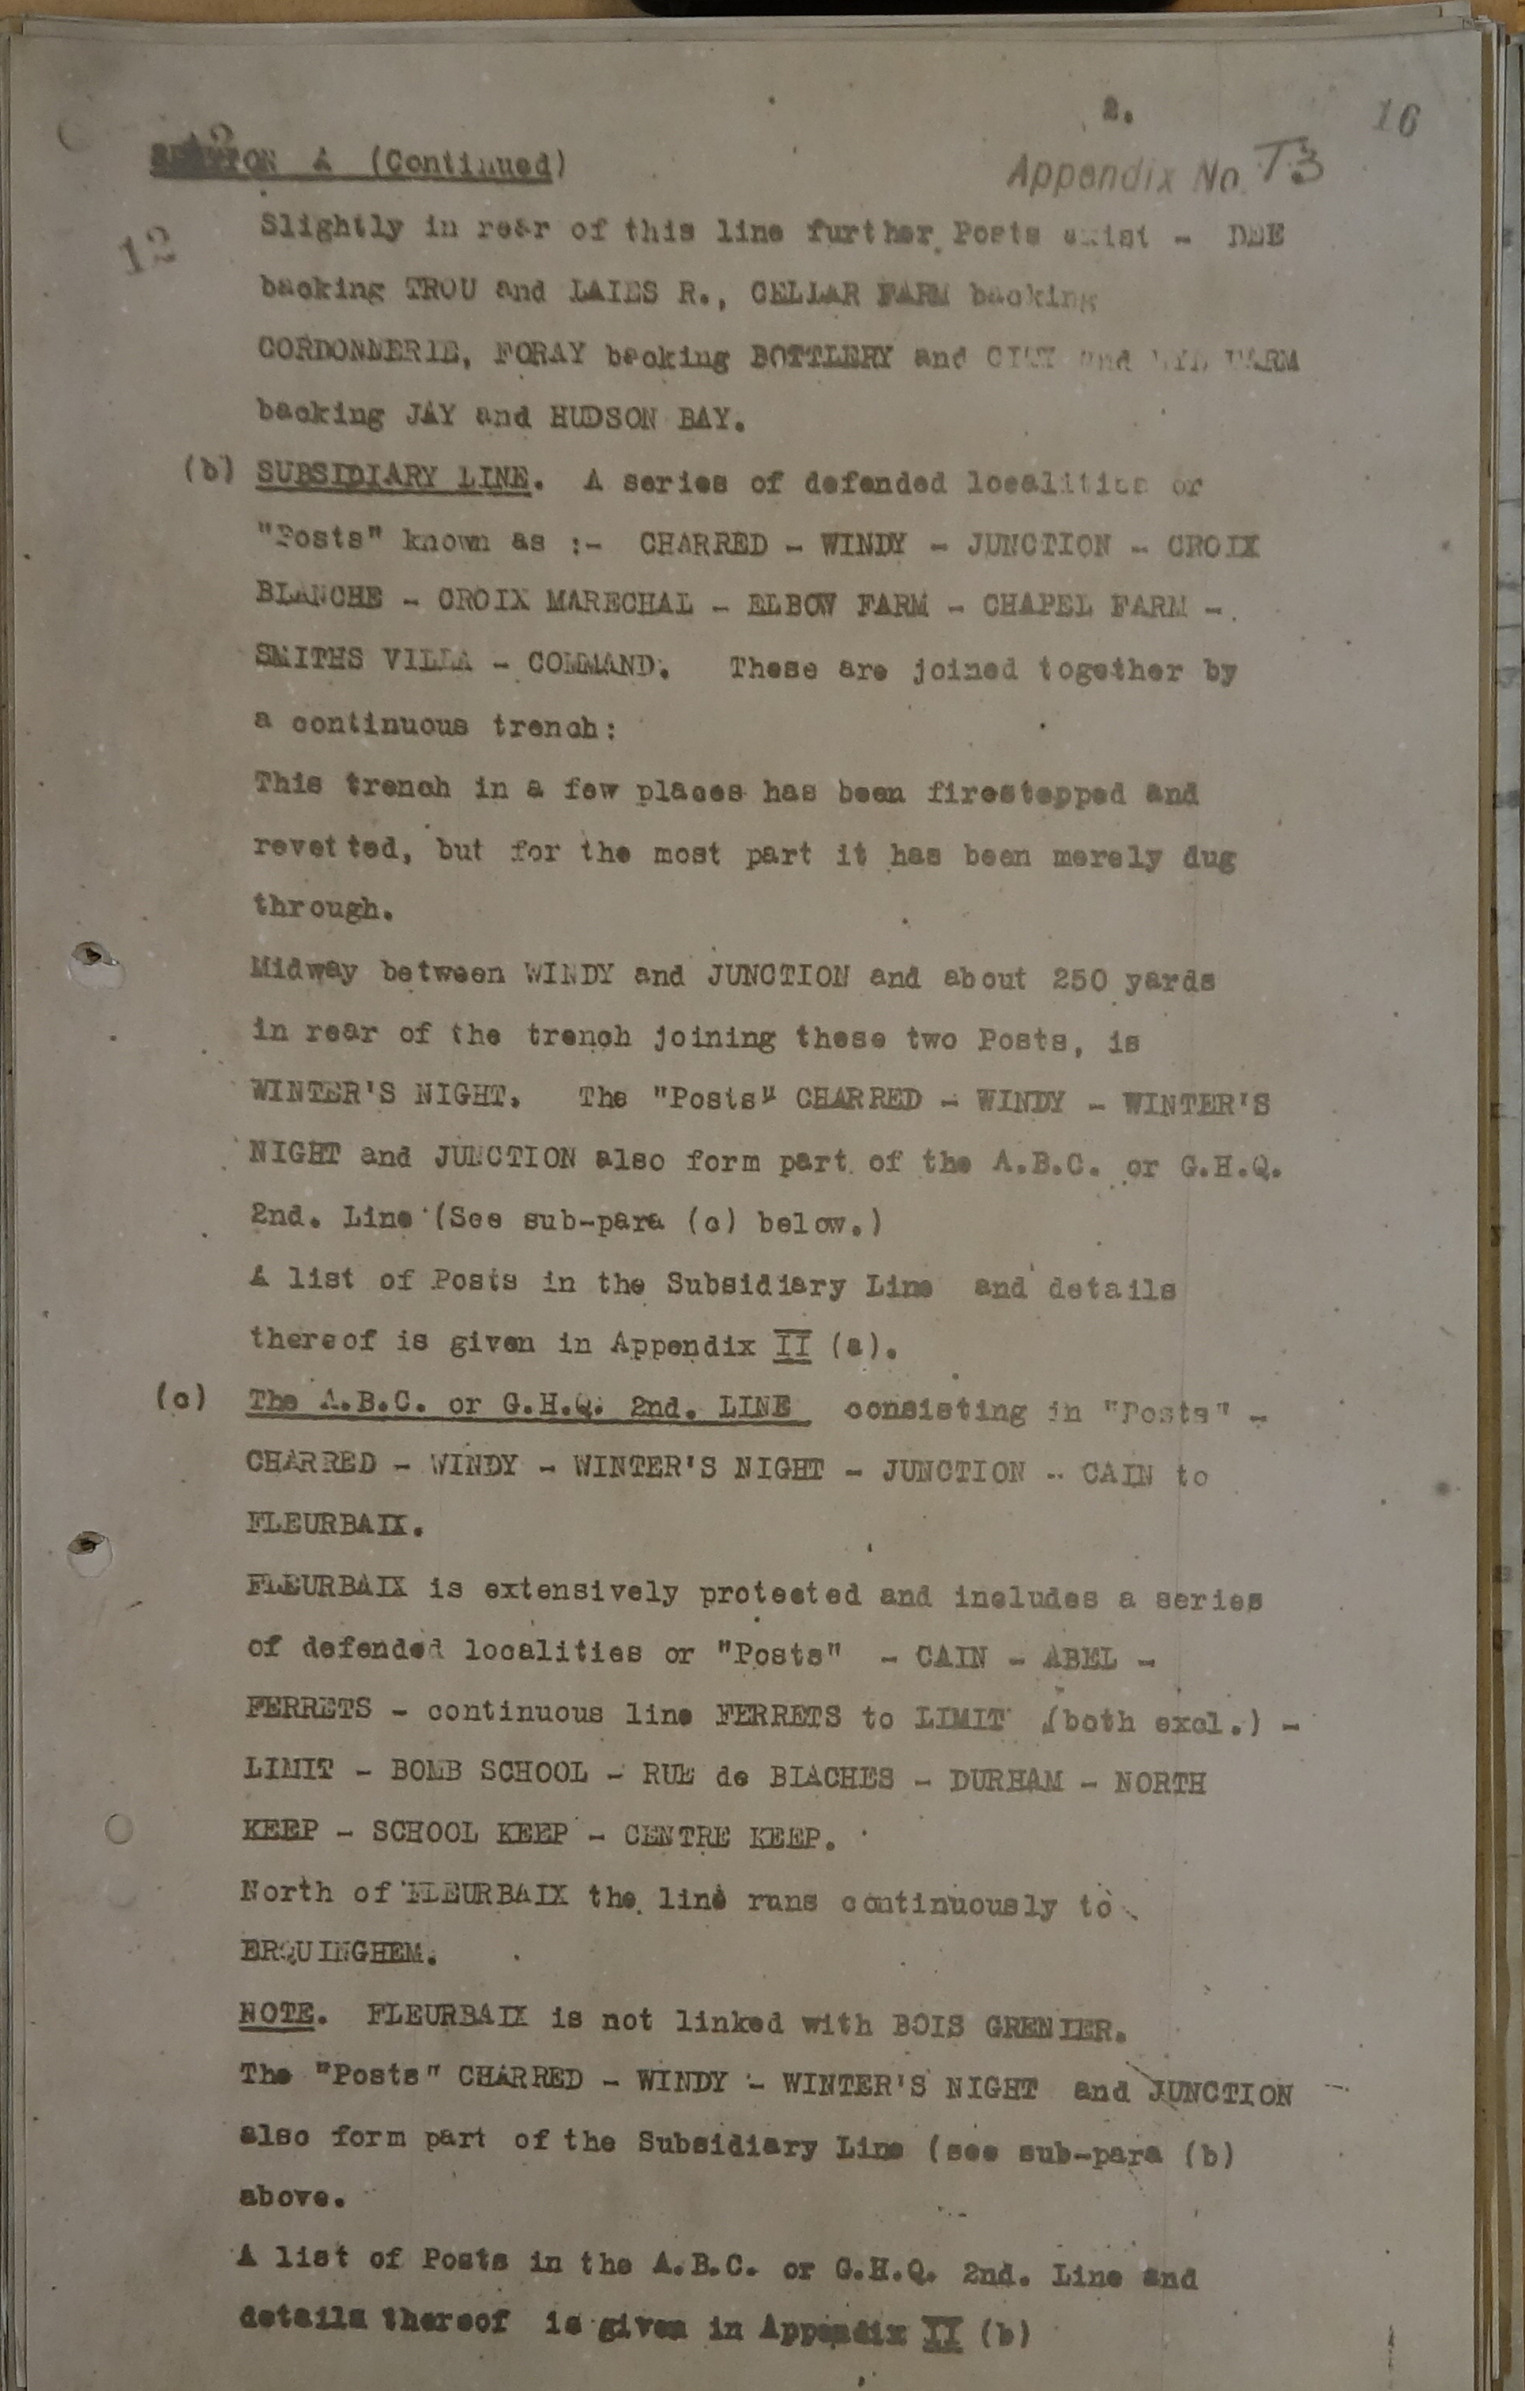 2.
16
12
SECTION A (Continued)
Appendix No. T3
12
Slightly in rear of this line further Posts exist - DEE
backing TROU and LAIES R., CELLAR FARM backing
CORDONNERIE, FORAY backing BOTTLERY and CITY and FARM
backing JAY and HUDSON BAY.
(b) SUBSIDIARY LINE. A series of defended localities or
"Posts" known as :- CHARRED - WINDY - JUNCTION - CROIX
BLANCHE - CROIX MARECHAL - ELBOW FARM - CHAPEL FARM -
SMITHS VILLA - COMMAND. These are joined together by
a continuous trench:
This trench in a few places has been firestepped and
revetted, but for the most part it has been merely dug
through.
Midway between WINDY and JUNCTION and about 250 yards
in rear of the trench joining these two Posts, is
WINTER'S NIGHT. The "Posts" CHARRED - WINDY - WINTER'S
NIGHT and JUNCTION also form part of the A.B.C. or G.H.Q.
2nd. Line (See sub-para (c) below.)
A list of Posts in the Subsidiary Line and details
thereof is given in Appendix II (a).
(c) The A.B.C. or G.H.Q. 2nd. LINE consisting in "Posts" -
CHARRED - WINDY - WINTER'S NIGHT - JUNCTION - CAIN to
FLEURBAIX.
FLEURBAIX is extensively protected and includes a series
of defended localities or "Posts" - CAIN - ABEL -
FERRETS - continuous line FERRETS to LIMIT (both excl.) -
LIMIT - BOMB SCHOOL - RUE de BIACHES - DURHAM - NORTH
KEEP - SCHOOL KEEP - CENTRE KEEP.
North of FLEURBAIX the line runs continuously to
ERQUINGHEM.
NOTE. FLEURBAIX is not linked with BOIS GRENIER.
The "Posts" CHARRED - WINDY - WINTER'S NIGHT and JUNCTION
also form part of the Subsidiary Line (see sub-para (b)
above.
A list of Posts in the A.B.C. or G.H.Q. 2nd. Line and
details thereof is given in Appendix II (b)